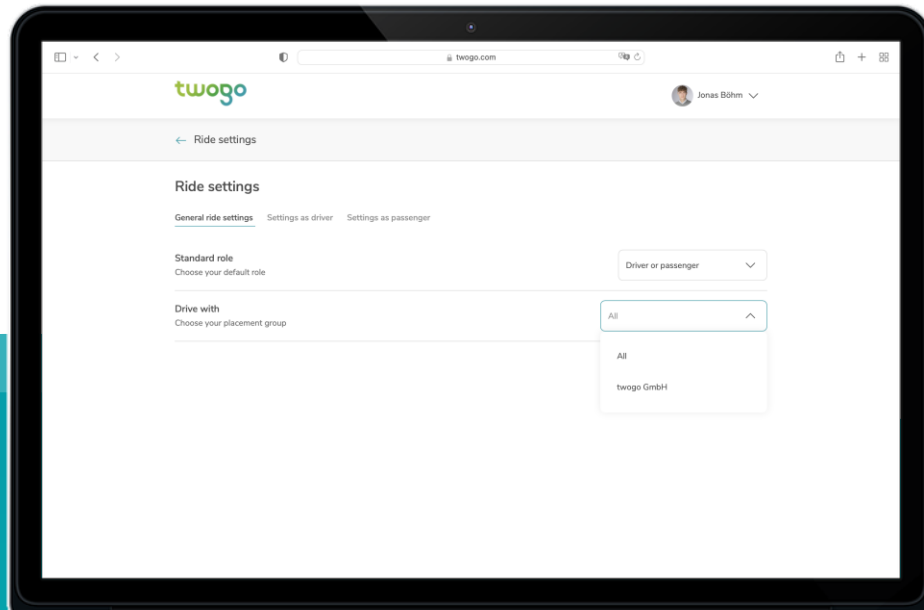 twogo.com
twogo
Jonas Böhm
← Ride settings
Ride settings
General ride settings Settings as driver Settings as passenger
Standard role
Choose your default role
Driver or passenger
Drive with
Choose your placement group
All
All
twogo GmbH